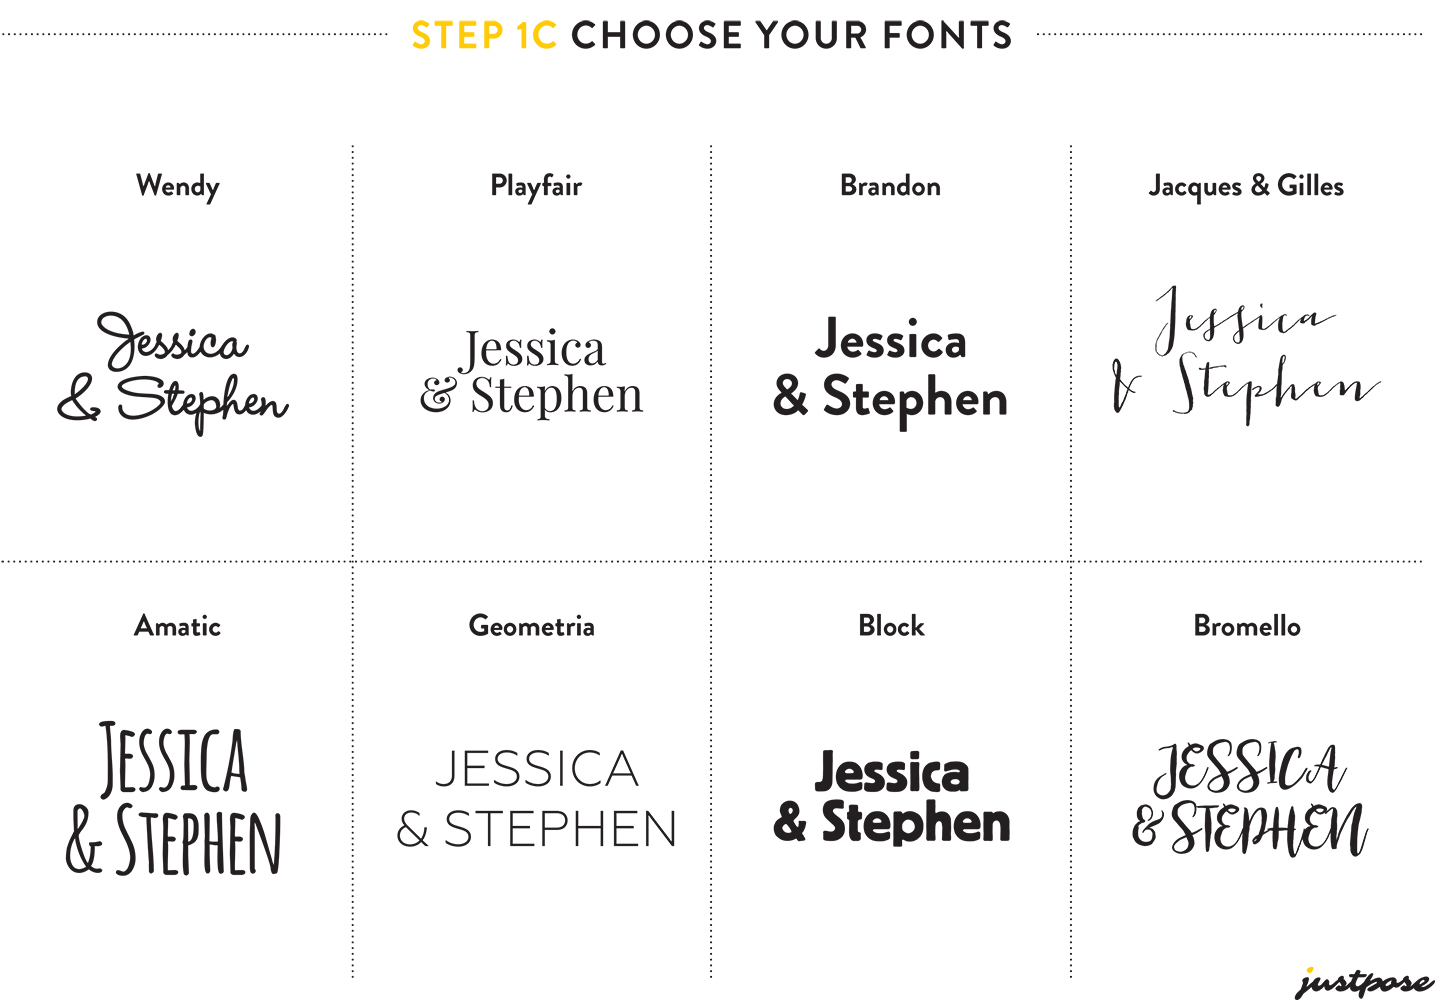 STEP 1C CHOOSE YOUR FONTS
Wendy
Jessica
& Stephen
Playfair
Jessica
& Stephen
Brandon
Jessica
& Stephen
Jacques & Gilles
Jessica
& Stephen
Amatic
JESSICA
& STEPHEN
Geometria
JESSICA
& STEPHEN
Block
Jessica
& Stephen
Bromello
JESSICA
& STEPHEN
justpose